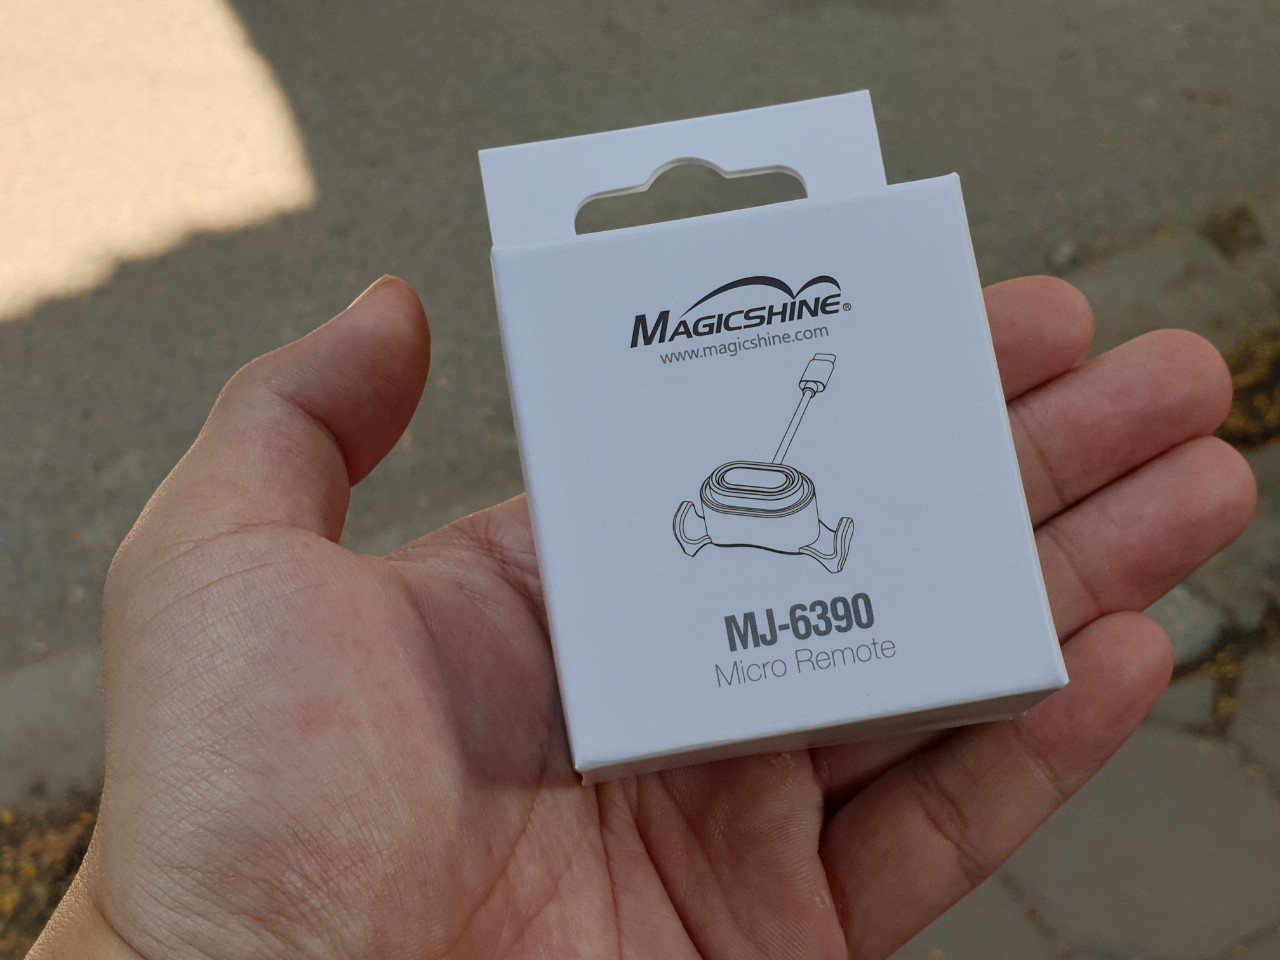 MAGICSHINE®
www.magicshine.com
MJ-6390
Micro Remote